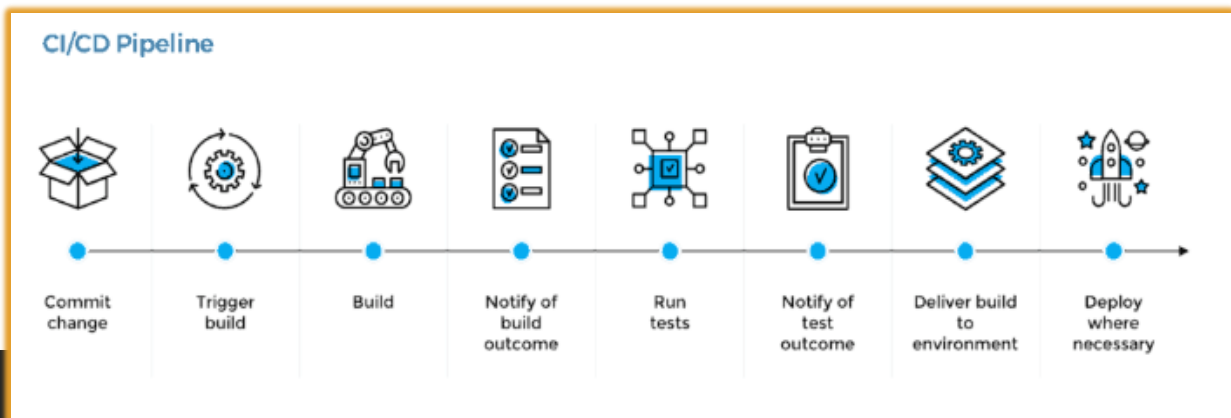 CI/CD Pipeline
Commit
change
Trigger
build
Build
Notify of
build
outcome
Run
tests
Notify of
test
outcome
Deliver build
to
environment
Deploy
where
necessary